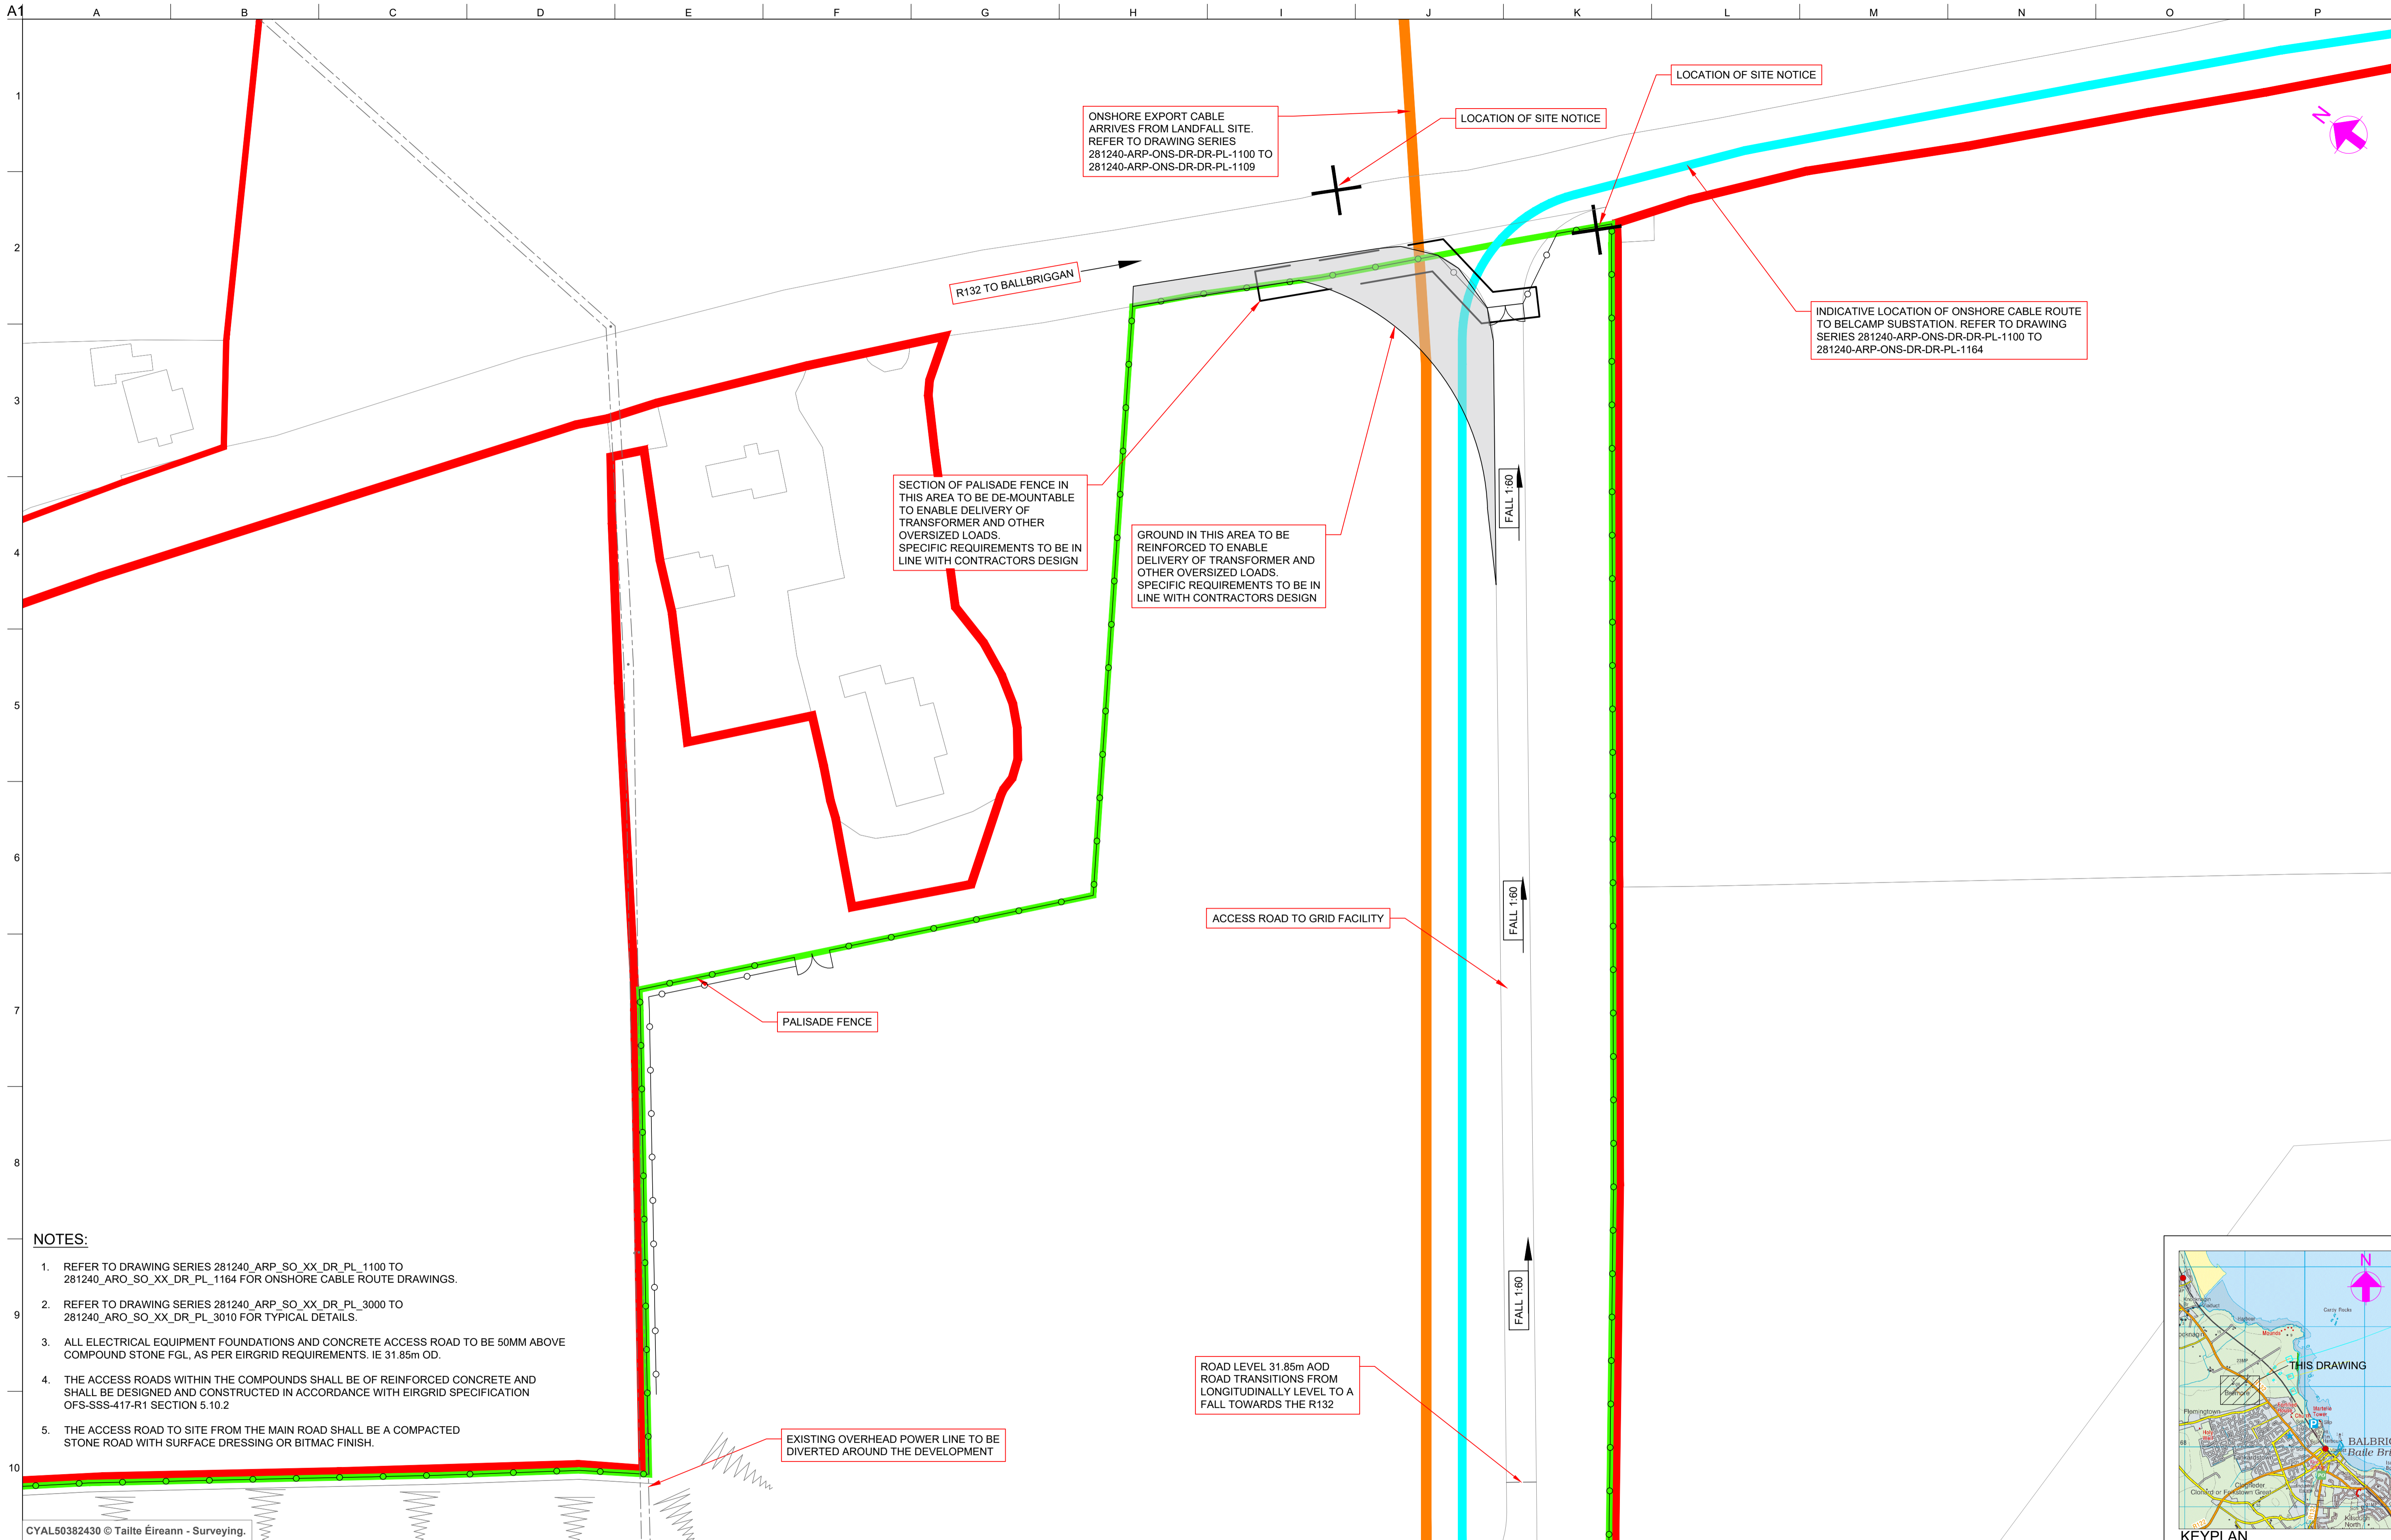 A1
A B C D E F G H I J K L M N O P
1
2
3
4
5
6
7
8
9
10
LOCATION OF SITE NOTICE
ONSHORE EXPORT CABLE
ARRIVES FROM LANDFALL SITE.
REFER TO DRAWING SERIES
281240-ARP-ONS-DR-DR-PL-1100 TO
281240-ARP-ONS-DR-DR-PL-1109
LOCATION OF SITE NOTICE
N
R132 TO BALLBRIGGAN
INDICATIVE LOCATION OF ONSHORE CABLE ROUTE
TO BELCAMP SUBSTATION. REFER TO DRAWING
SERIES 281240-ARP-ONS-DR-DR-PL-1100 TO
281240-ARP-ONS-DR-DR-PL-1164
SECTION OF PALISADE FENCE IN
THIS AREA TO BE DE-MOUNTABLE
TO ENABLE DELIVERY OF
TRANSFORMER AND OTHER
OVERSIZED LOADS.
SPECIFIC REQUIREMENTS TO BE IN
LINE WITH CONTRACTORS DESIGN
GROUND IN THIS AREA TO BE
REINFORCED TO ENABLE
DELIVERY OF TRANSFORMER AND
OTHER OVERSIZED LOADS.
SPECIFIC REQUIREMENTS TO BE IN
LINE WITH CONTRACTORS DESIGN
FALL 1:60
FALL 1:60
ACCESS ROAD TO GRID FACILITY
PALISADE FENCE
FALL 1:60
ROAD LEVEL 31.85m AOD
ROAD TRANSITIONS FROM
LONGITUDINALLY LEVEL TO A
FALL TOWARDS THE R132
EXISTING OVERHEAD POWER LINE TO BE
DIVERTED AROUND THE DEVELOPMENT
NOTES:
1. REFER TO DRAWING SERIES 281240_ARP_SO_XX_DR_PL_1100 TO
281240_ARO_SO_XX_DR_PL_1164 FOR ONSHORE CABLE ROUTE DRAWINGS.
2. REFER TO DRAWING SERIES 281240_ARP_SO_XX_DR_PL_3000 TO
281240_ARO_SO_XX_DR_PL_3010 FOR TYPICAL DETAILS.
3. ALL ELECTRICAL EQUIPMENT FOUNDATIONS AND CONCRETE ACCESS ROAD TO BE 50MM ABOVE
COMPOUND STONE FGL, AS PER EIRGRID REQUIREMENTS. IE 31.85m OD.
4. THE ACCESS ROADS WITHIN THE COMPOUNDS SHALL BE OF REINFORCED CONCRETE AND
SHALL BE DESIGNED AND CONSTRUCTED IN ACCORDANCE WITH EIRGRID SPECIFICATION
OFS-SSS-417-R1 SECTION 5.10.2
5. THE ACCESS ROAD TO SITE FROM THE MAIN ROAD SHALL BE A COMPACTED
STONE ROAD WITH SURFACE DRESSING OR BITMAC FINISH.
CYAL50382430 © Tailte Éireann - Surveying.
N
Mounds
THIS DRAWING
Flamingtown
Martello
Tower
BALBRI
Baile Bri
Clonard or Folkstown Great
North
KEYPLAN